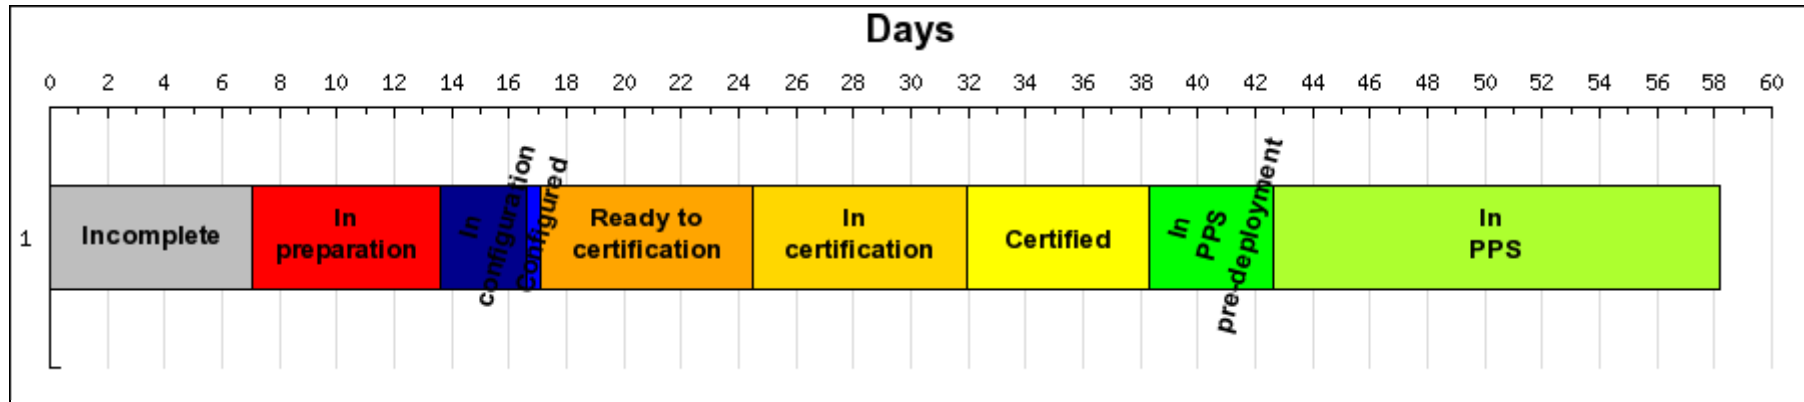 Days
0 2 4 6 8 10 12 14 16 18 20 22 24 26 28 30 32 34 36 38 40 42 44 46 48 50 52 54 56 58 60
1
Incomplete
In
preparation
In
configuration
Configured
Ready to
certification
In
certification
Certified
In
PPS
pre-deployment
In
PPS